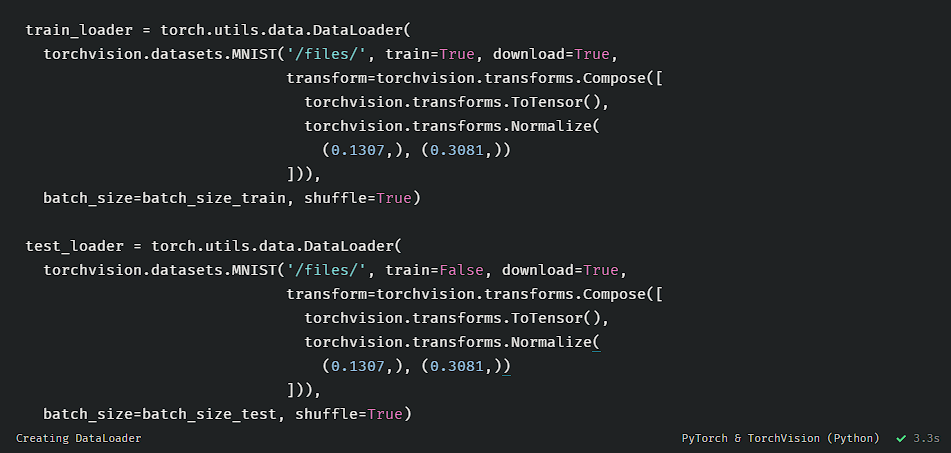 train_loader = torch.utils.data.DataLoader(
  torchvision.datasets.MNIST('/files/', train=True, download=True,
                             transform=torchvision.transforms.Compose([
                               torchvision.transforms.ToTensor(),
                               torchvision.transforms.Normalize(
                                 (0.1307,), (0.3081,))
                             ])),
  batch_size=batch_size_train, shuffle=True)

test_loader = torch.utils.data.DataLoader(
  torchvision.datasets.MNIST('/files/', train=False, download=True,
                             transform=torchvision.transforms.Compose([
                               torchvision.transforms.ToTensor(),
                               torchvision.transforms.Normalize(
                                 (0.1307,), (0.3081,))
                             ])),
  batch_size=batch_size_test, shuffle=True)
Creating DataLoader PyTorch & TorchVision (Python) ✓ 3.3s